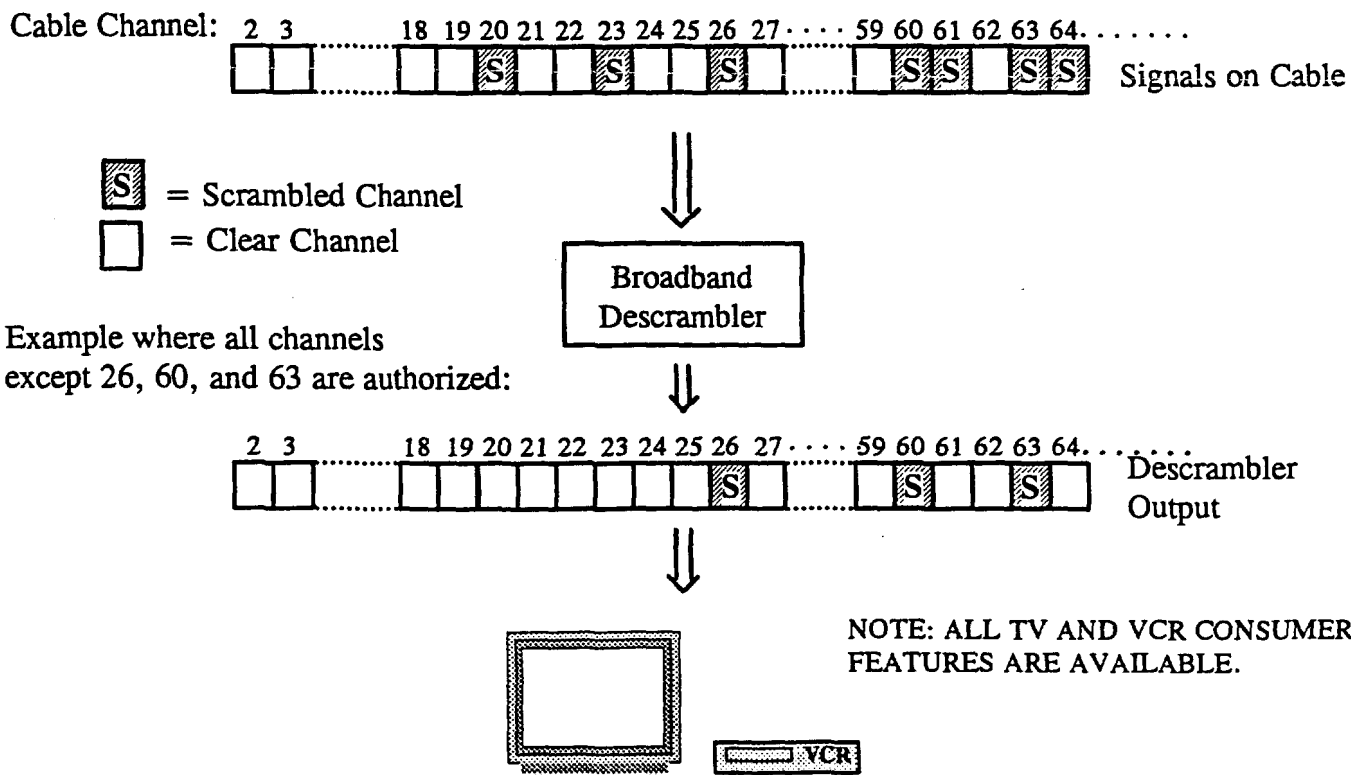 Cable Channel: 2 3 18 19 20 21 22 23 24 25 26 27 . . . . 59 60 61 62 63 64 . . . . . . .
S S S S S S S Signals on Cable
S = Scrambled Channel
= Clear Channel
Broadband
Descrambler
Example where all channels
except 26, 60, and 63 are authorized:
2 3 18 19 20 21 22 23 24 25 26 27 . . . . 59 60 61 62 63 64 . . . . . . .
S S S Descrambler
Output
NOTE: ALL TV AND VCR CONSUMER
FEATURES ARE AVAILABLE.
VCR